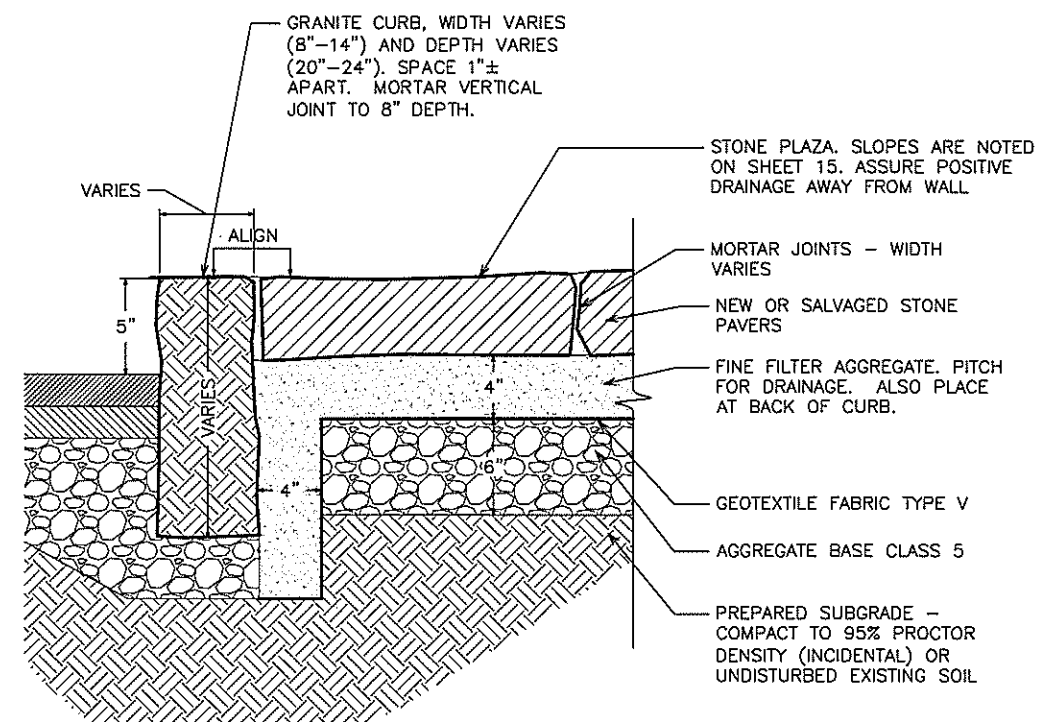 GRANITE CURB, WIDTH VARIES
(8"-14") AND DEPTH VARIES
(20"-24"). SPACE 1"±
APART. MORTAR VERTICAL
JOINT TO 8" DEPTH.
STONE PLAZA. SLOPES ARE NOTED
ON SHEET 15. ASSURE POSITIVE
DRAINAGE AWAY FROM WALL
VARIES
ALIGN
MORTAR JOINTS - WIDTH
VARIES
5"
NEW OR SALVAGED STONE
PAVERS
FINE FILTER AGGREGATE. PITCH
FOR DRAINAGE. ALSO PLACE
AT BACK OF CURB.
4"
VARIES
6"
4"
GEOTEXTILE FABRIC TYPE V
AGGREGATE BASE CLASS 5
PREPARED SUBGRADE -
COMPACT TO 95% PROCTOR
DENSITY (INCIDENTAL) OR
UNDISTURBED EXISTING SOIL